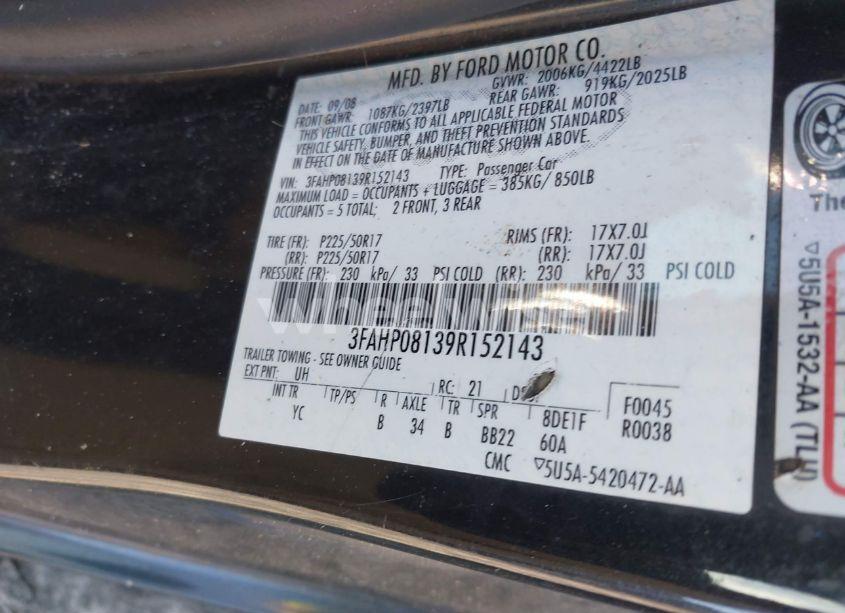 MFD. BY FORD MOTOR CO.
DATE: 09/08 GVWR: 2006KG/4422LB
FRONT GAWR: 1087KG/2397LB REAR GAWR: 919KG/2025LB
THIS VEHICLE CONFORMS TO ALL APPLICABLE FEDERAL MOTOR
VEHICLE SAFETY, BUMPER, AND THEFT PREVENTION STANDARDS
IN EFFECT ON THE DATE OF MANUFACTURE SHOWN ABOVE.
VIN: 3FAHP08139R152143 TYPE: Passenger Car
MAXIMUM LOAD = OCCUPANTS + LUGGAGE = 385KG/ 850LB
OCCUPANTS = 5 TOTAL; 2 FRONT, 3 REAR
TIRE (FR): P225/50R17 RIMS (FR): 17X7.0J
(RR): P225/50R17 (RR): 17X7.0J
PRESSURE (FR): 230 kPa/ 33 PSI COLD (RR): 230 kPa/ 33 PSI COLD
3FAHP08139R152143
TRAILER TOWING - SEE OWNER GUIDE
EXT PNT: UH RC: 21
INT TR TP/PS R AXLE TR SPR 8DE1F F0045
YC B 34 B BB22 60A R0038
CMC ▽5U5A-5420472-AA
The
▽5U5A-1532-AA (TLH)